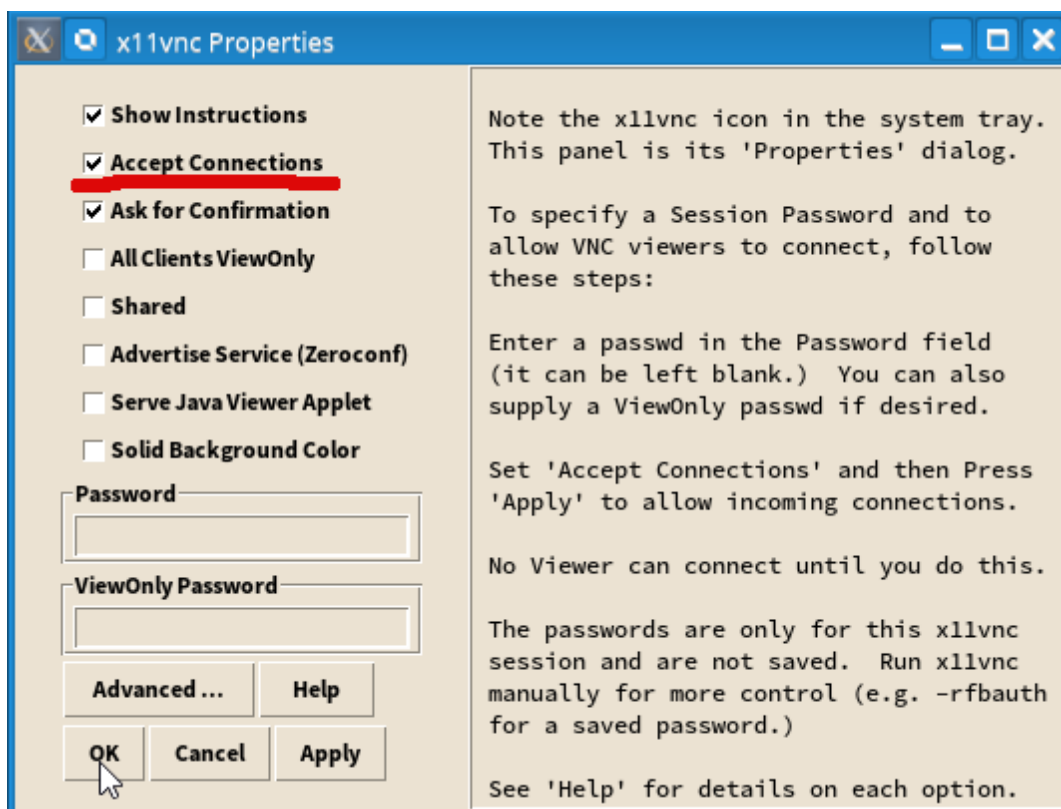 x11vnc Properties
Show Instructions
Accept Connections
Ask for Confirmation
All Clients ViewOnly
Shared
Advertise Service (Zeroconf)
Serve Java Viewer Applet
Solid Background Color
Password
ViewOnly Password
Advanced ...
Help
OK
Cancel
Apply
Note the x11vnc icon in the system tray.
This panel is its 'Properties' dialog.
To specify a Session Password and to
allow VNC viewers to connect, follow
these steps:
Enter a passwd in the Password field
(it can be left blank.)  You can also
supply a ViewOnly passwd if desired.
Set 'Accept Connections' and then Press
'Apply' to allow incoming connections.
No Viewer can connect until you do this.
The passwords are only for this x11vnc
session and are not saved.  Run x11vnc
manually for more control (e.g. -rfbauth
for a saved password.)
See 'Help' for details on each option.